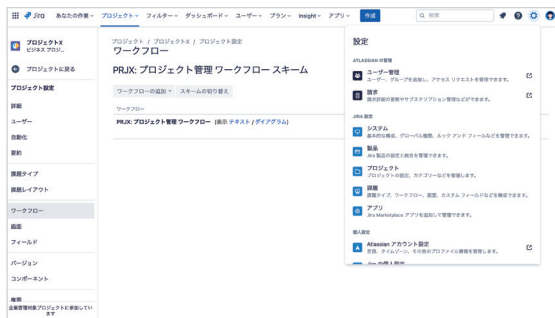 Jira あなたの作業 プロジェクト フィルター ダッシュボード ユーザー プラン Insight アプリ 作成 検索
プロジェクトX
ビジネス プロジ...
プロジェクトに戻る
プロジェクト設定
詳細
ユーザー
自動化
要約
課題タイプ
課題レイアウト
ワークフロー
画面
フィールド
バージョン
コンポーネント
権限
企業管理対象プロジェクトに参加しています
プロジェクト / プロジェクトX / プロジェクト設定
ワークフロー
PRJX: プロジェクト管理 ワークフロー スキーム
ワークフローの追加 スキームの切り替え
ワークフロー
PRJX: プロジェクト管理 ワークフロー (表示 テキスト / ダイアグラム)
設定
ATLASSIAN の管理
ユーザー管理
ユーザー、グループを追加し、アクセス リクエストを管理できます。
請求
請求詳細の更新やサブスクリプション管理などができます。
JIRA 設定
システム
基本的な構成、グローバル権限、ルック アンド フィールなどを管理できます。
製品
Jira 製品の設定と統合を管理できます。
プロジェクト
プロジェクトの設定、カテゴリーなどを管理します。
課題
課題タイプ、ワークフロー、画面、カスタム フィールドなどを構成できます。
アプリ
Jira Marketplace アプリを追加して管理できます。
個人設定
Atlassian アカウント設定
言語、タイムゾーン、その他のプロファイル情報を管理します。
Jira の個人設定